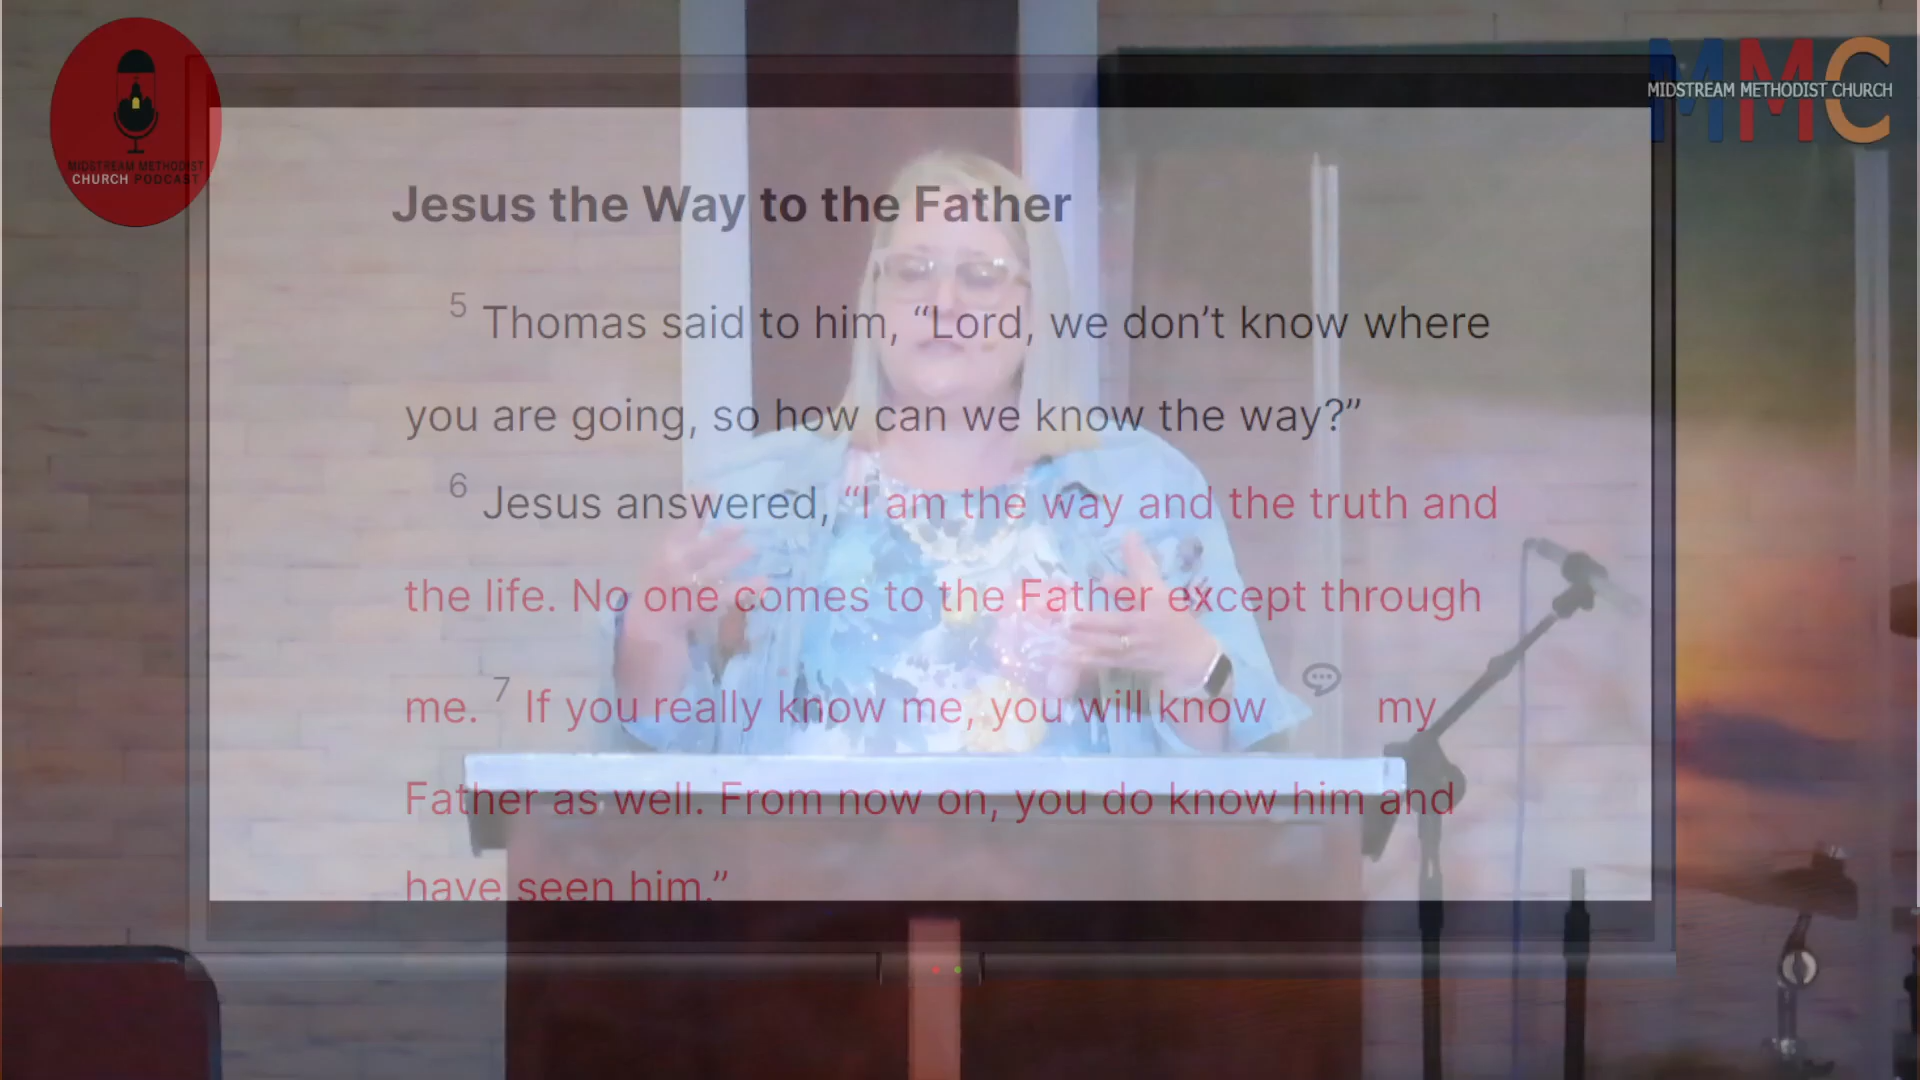 MIDSTREAM METHODIST
CHURCH PODCAST
MMC
MIDSTREAM METHODIST CHURCH
Jesus the Way to the Father
5 Thomas said to him, “Lord, we don’t know where
you are going, so how can we know the way?”
6 Jesus answered, “I am the way and the truth and
the life. No one comes to the Father except through
me. 7 If you really know me, you will know my
Father as well. From now on, you do know him and
have seen him.”